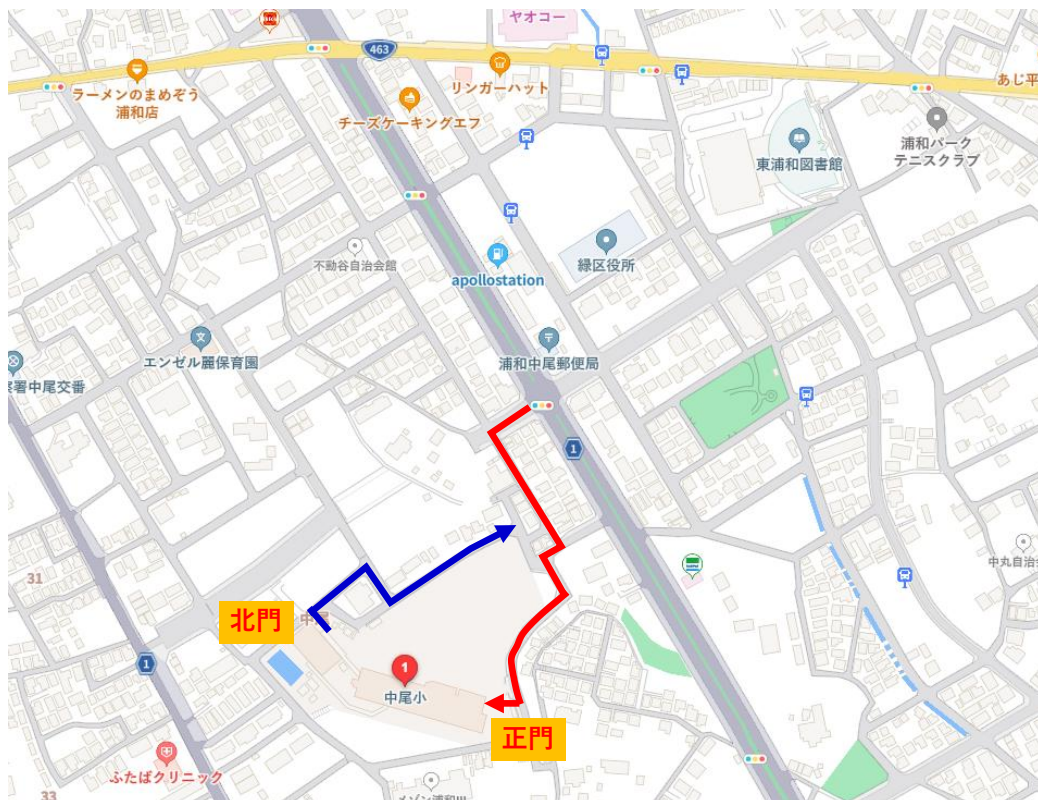 ヤオコー
463
ラーメンのまめぞう
浦和店
リンガーハット
チーズケーキングエフ
あじ平
浦和パーク
テニスクラブ
東浦和図書館
不動谷自治会館
緑区役所
apollostation
エンゼル麗保育園
浦和中尾郵便局
署中尾交番
1
中丸自治会
31
中尾
北門
1
1
中尾小
正門
ふたばクリニック
33